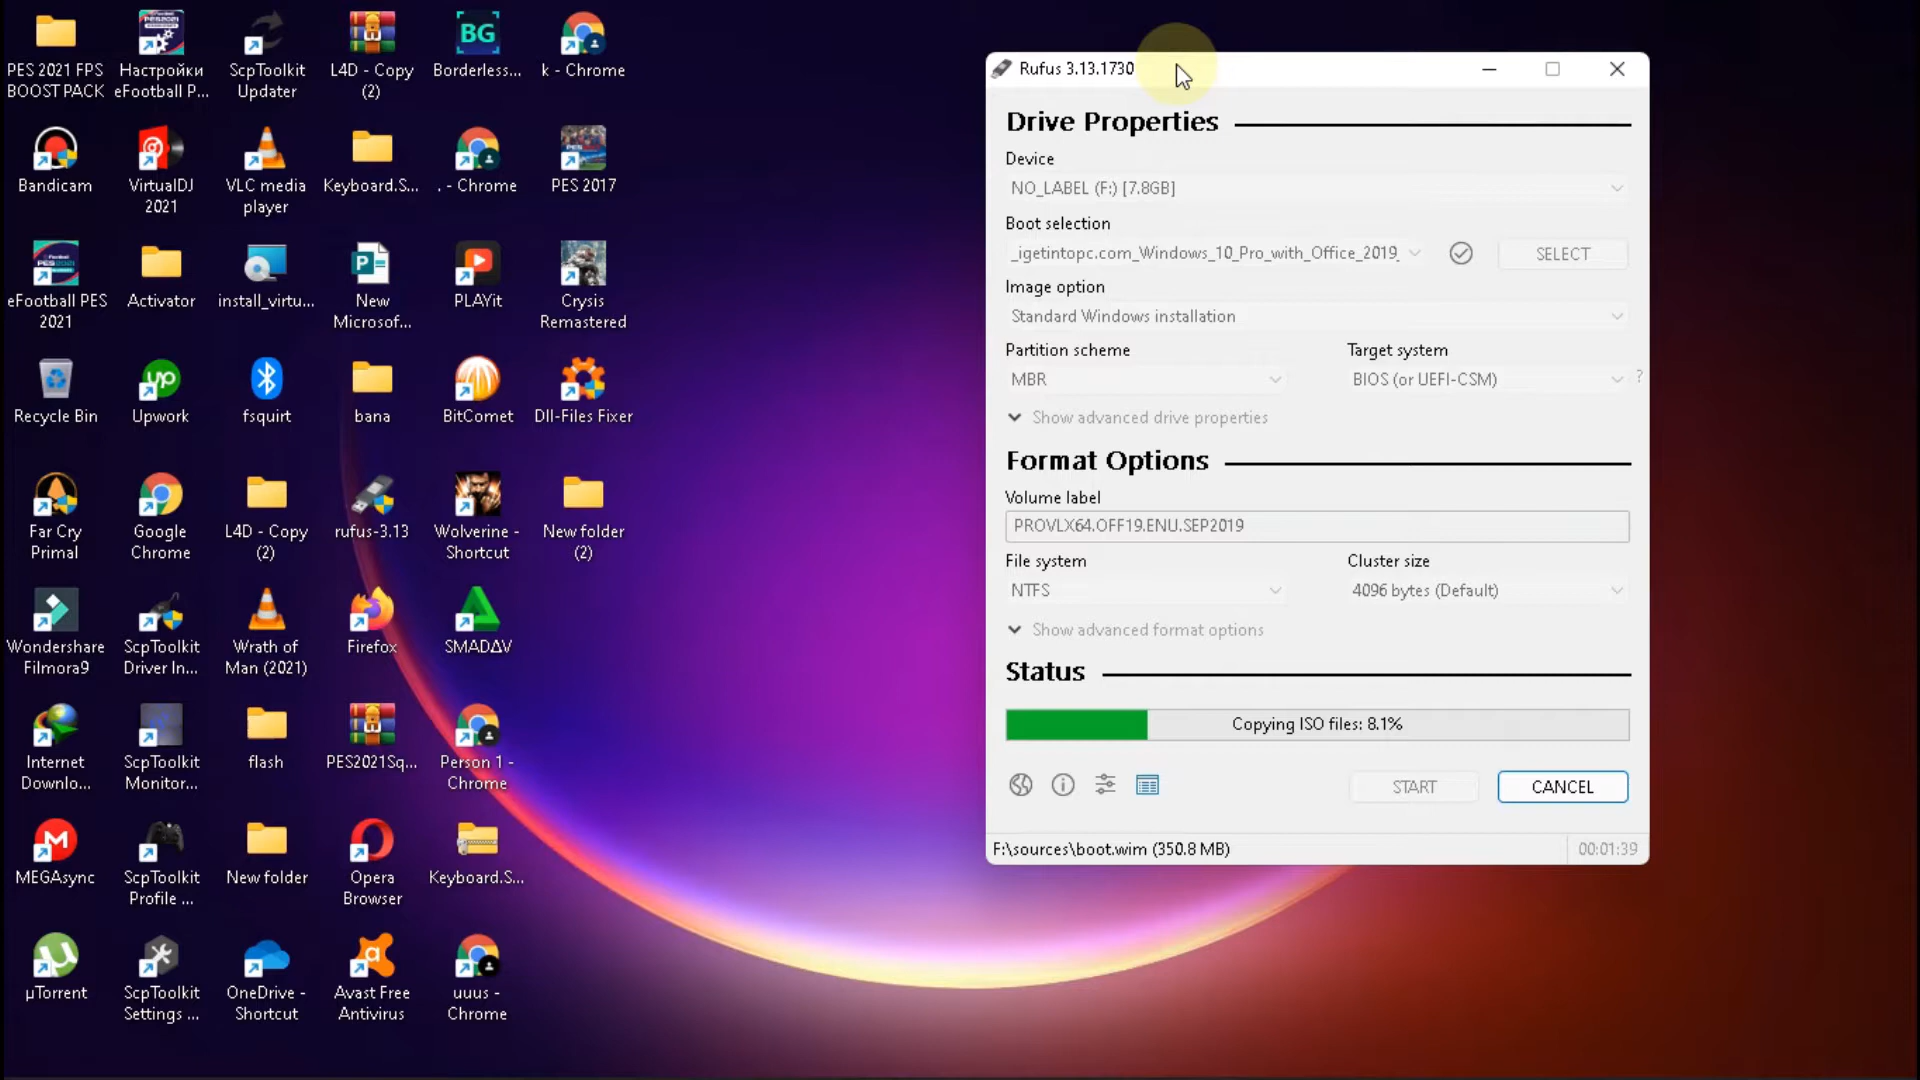 PES 2021 FPS
BOOST PACK
Настройки
eFootball P...
ScpToolkit
Updater
L4D - Copy
(2)
BG
Borderless...
k - Chrome
Bandicam
VirtualDJ
2021
VLC media
player
Keyboard.S...
. - Chrome
PES 2017
eFootball PES
2021
Activator
install_virtu...
New
Microsof...
PLAYit
Crysis
Remastered
Recycle Bin
up
Upwork
fsquirt
bana
BitComet
Dll-Files Fixer
Far Cry
Primal
Google
Chrome
L4D - Copy
(2)
rufus-3.13
Wolverine -
Shortcut
New folder
(2)
Wondershare
Filmora9
ScpToolkit
Driver In...
Wrath of
Man (2021)
Firefox
SMADΔV
Internet
Downlo...
ScpToolkit
Monitor...
flash
PES2021Sq...
Person 1 -
Chrome
MEGAsync
ScpToolkit
Profile ...
New folder
Opera
Browser
Keyboard.S...
µTorrent
ScpToolkit
Settings ...
OneDrive -
Shortcut
Avast Free
Antivirus
uuus -
Chrome
Rufus 3.13.1730
Drive Properties
Device
NO_LABEL (F:) [7.8GB]
Boot selection
_igetintopc.com_Windows_10_Pro_with_Office_2019_
SELECT
Image option
Standard Windows installation
Partition scheme
Target system
MBR
BIOS (or UEFI-CSM)
?
Show advanced drive properties
Format Options
Volume label
PROVLX64.OFF19.ENU.SEP2019
File system
Cluster size
NTFS
4096 bytes (Default)
Show advanced format options
Status
Copying ISO files: 8.1%
START
CANCEL
F:\sources\boot.wim (350.8 MB)
00:01:39